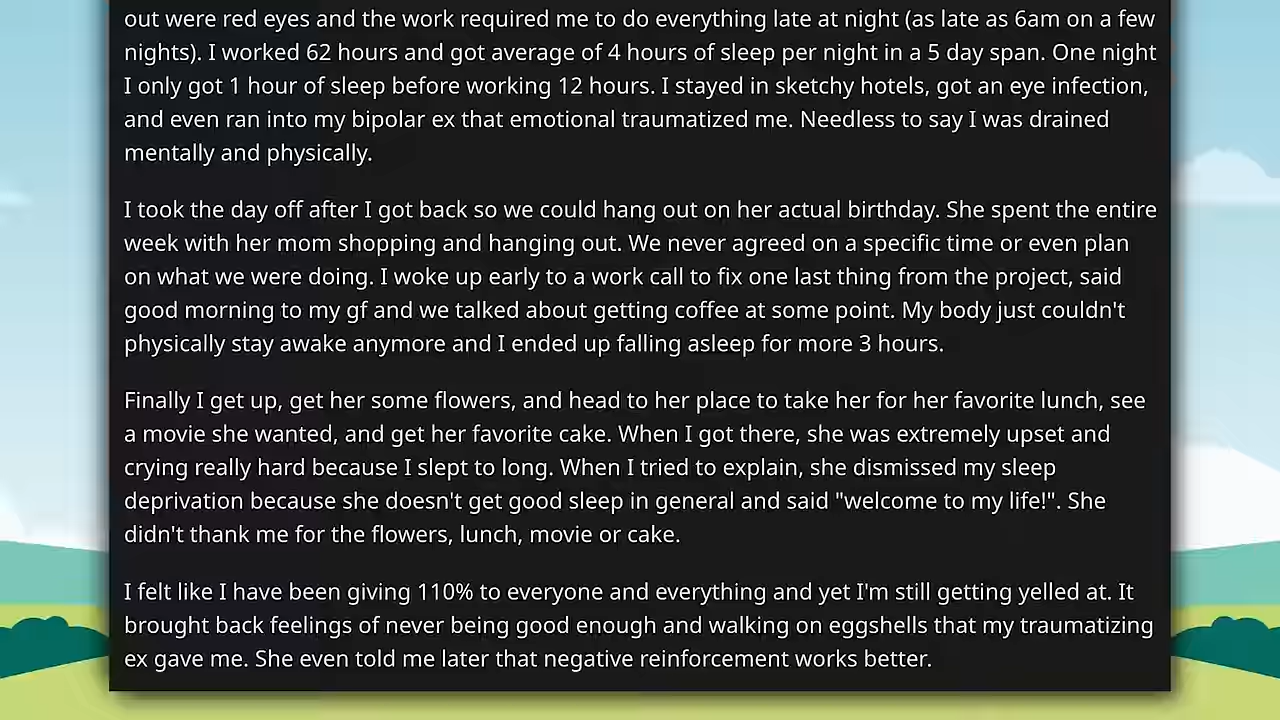 out were red eyes and the work required me to do everything late at night (as late as 6am on a few
nights). I worked 62 hours and got average of 4 hours of sleep per night in a 5 day span. One night
I only got 1 hour of sleep before working 12 hours. I stayed in sketchy hotels, got an eye infection,
and even ran into my bipolar ex that emotional traumatized me. Needless to say I was drained
mentally and physically.
I took the day off after I got back so we could hang out on her actual birthday. She spent the entire
week with her mom shopping and hanging out. We never agreed on a specific time or even plan
on what we were doing. I woke up early to a work call to fix one last thing from the project, said
good morning to my gf and we talked about getting coffee at some point. My body just couldn't
physically stay awake anymore and I ended up falling asleep for more 3 hours.
Finally I get up, get her some flowers, and head to her place to take her for her favorite lunch, see
a movie she wanted, and get her favorite cake. When I got there, she was extremely upset and
crying really hard because I slept to long. When I tried to explain, she dismissed my sleep
deprivation because she doesn't get good sleep in general and said "welcome to my life!". She
didn't thank me for the flowers, lunch, movie or cake.
I felt like I have been giving 110% to everyone and everything and yet I'm still getting yelled at. It
brought back feelings of never being good enough and walking on eggshells that my traumatizing
ex gave me. She even told me later that negative reinforcement works better.